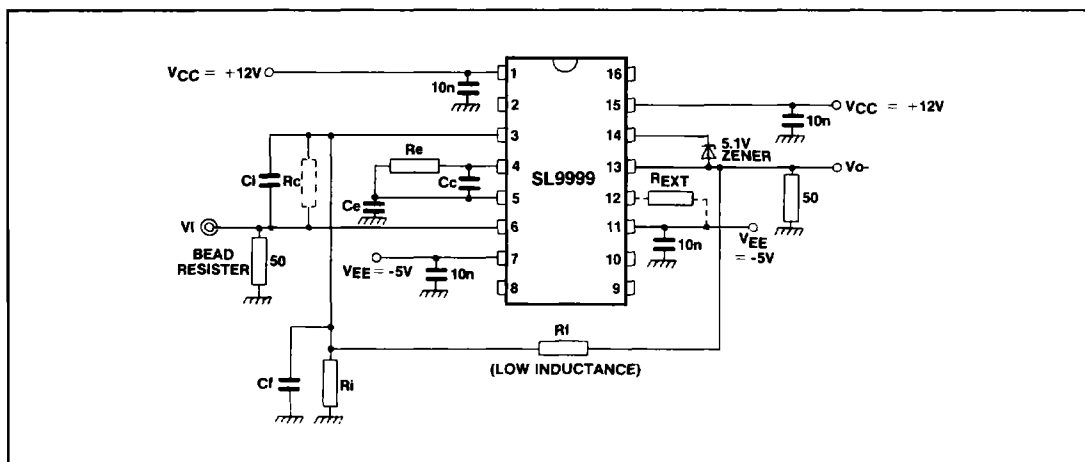 VCC = +12V
10n
1
2
3
4
5
6
7
8
SL9999
16
15
14
13
12
11
10
9
10n
VCC = +12V
5.1V
ZENER
Vo
REXT
50
10n
VEE
= -5V
Re
Cc
Ce
Ci
Rc
VI
BEAD
RESISTER
50
VEE = -5V
10n
Rf
(LOW INDUCTANCE)
Cf
Ri